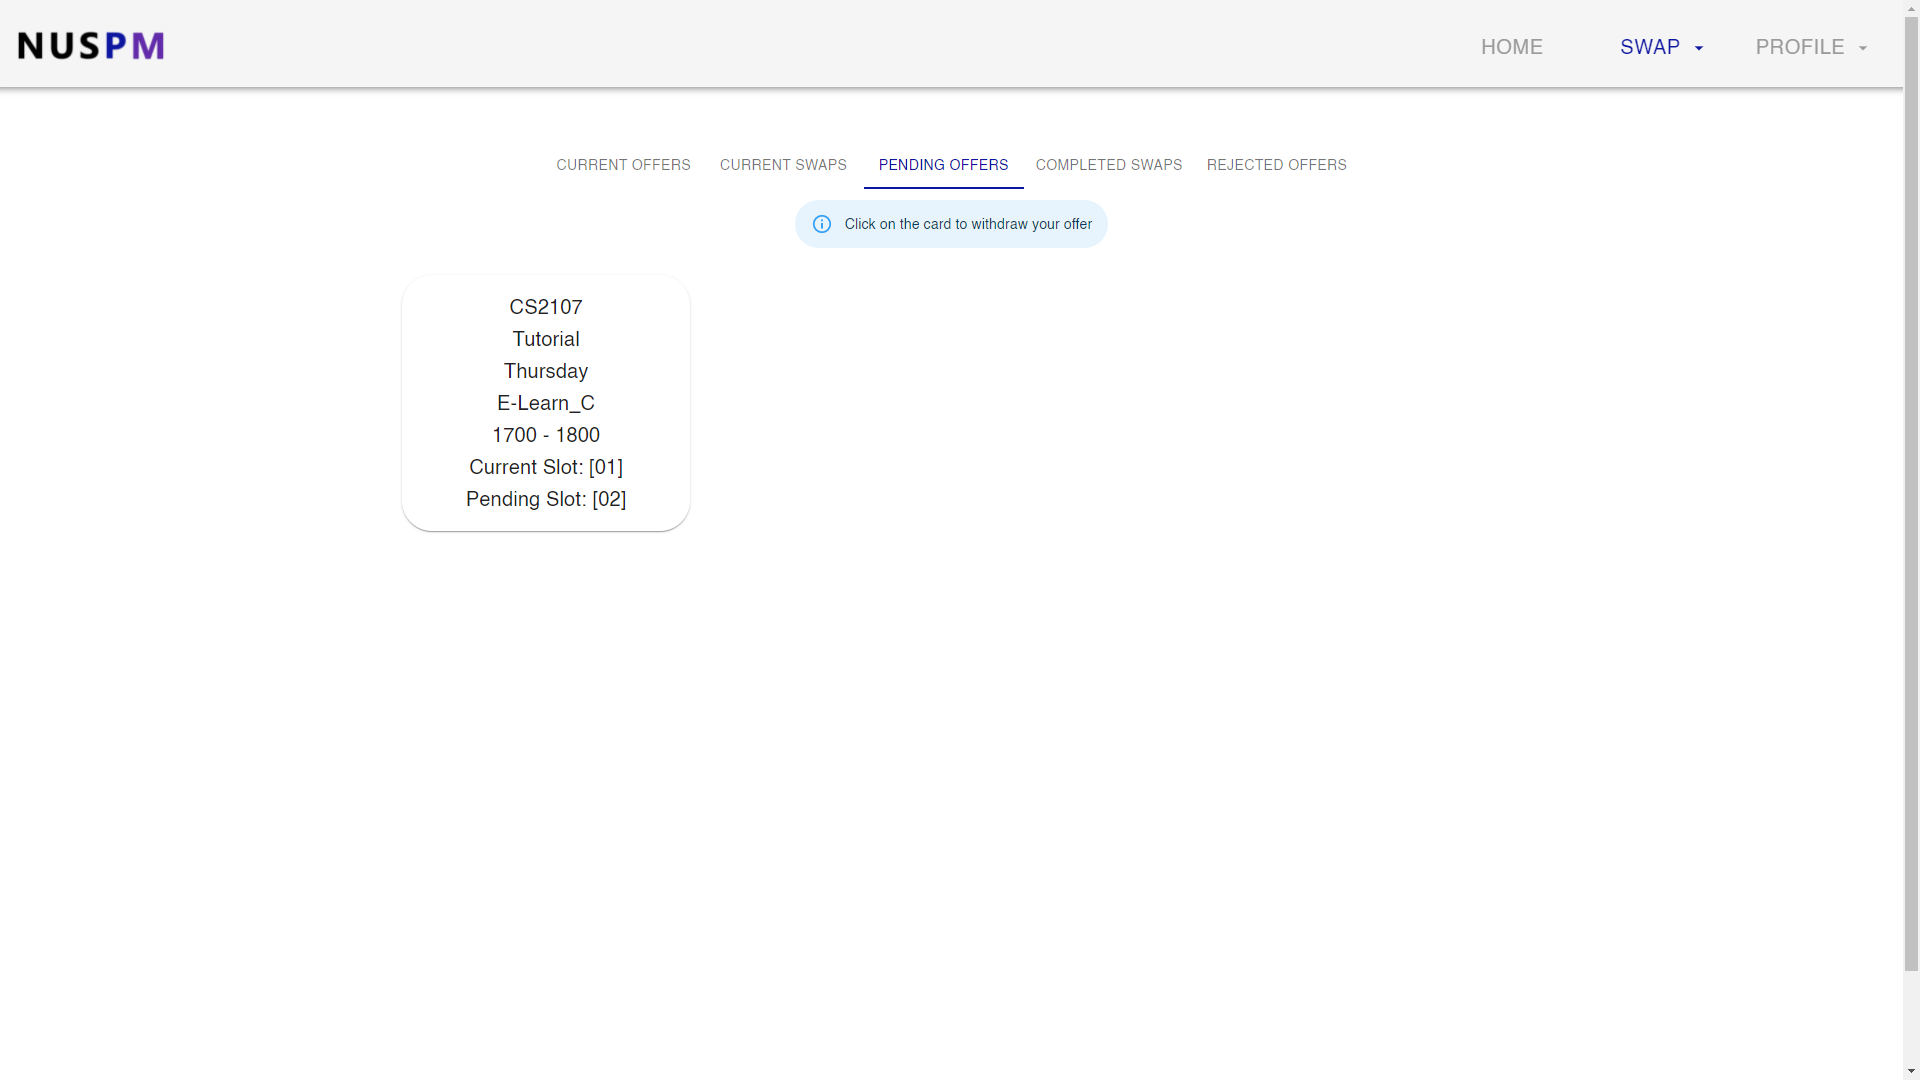 NUSPM
HOME
SWAP
PROFILE
CURRENT OFFERS
CURRENT SWAPS
PENDING OFFERS
COMPLETED SWAPS
REJECTED OFFERS
Click on the card to withdraw your offer
CS2107
Tutorial
Thursday
E-Learn_C
1700 - 1800
Current Slot: [01]
Pending Slot: [02]